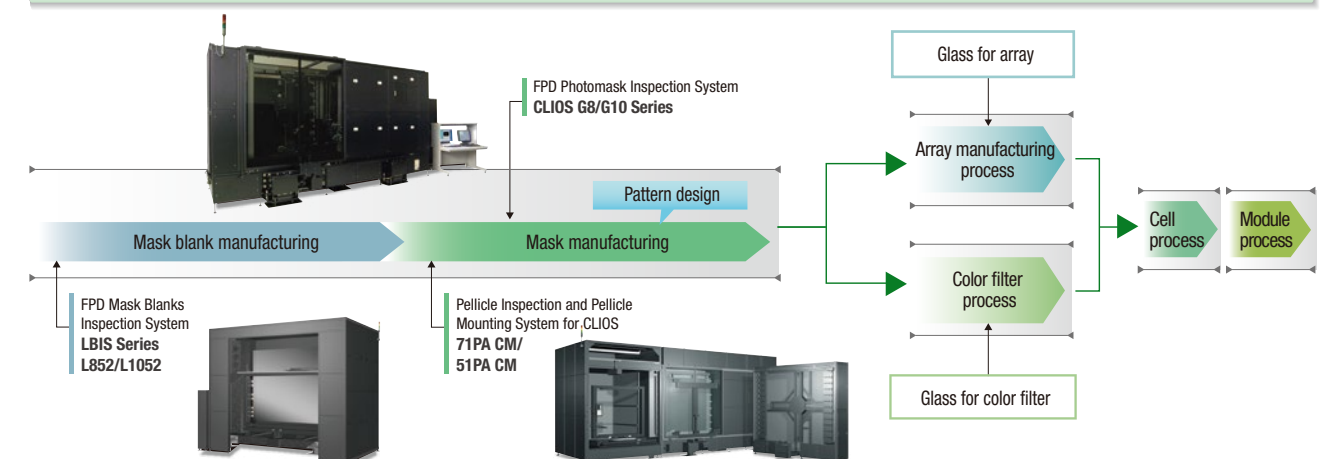 Glass for array
FPD Photomask Inspection System
CLIOS G8/G10 Series
Array manufacturing
process
Pattern design
Mask blank manufacturing
Mask manufacturing
Cell
process
Module
process
Color filter
process
FPD Mask Blanks
Inspection System
LBIS Series
L852/L1052
Pellicle Inspection and Pellicle
Mounting System for CLIOS
71PA CM/
51PA CM
Glass for color filter